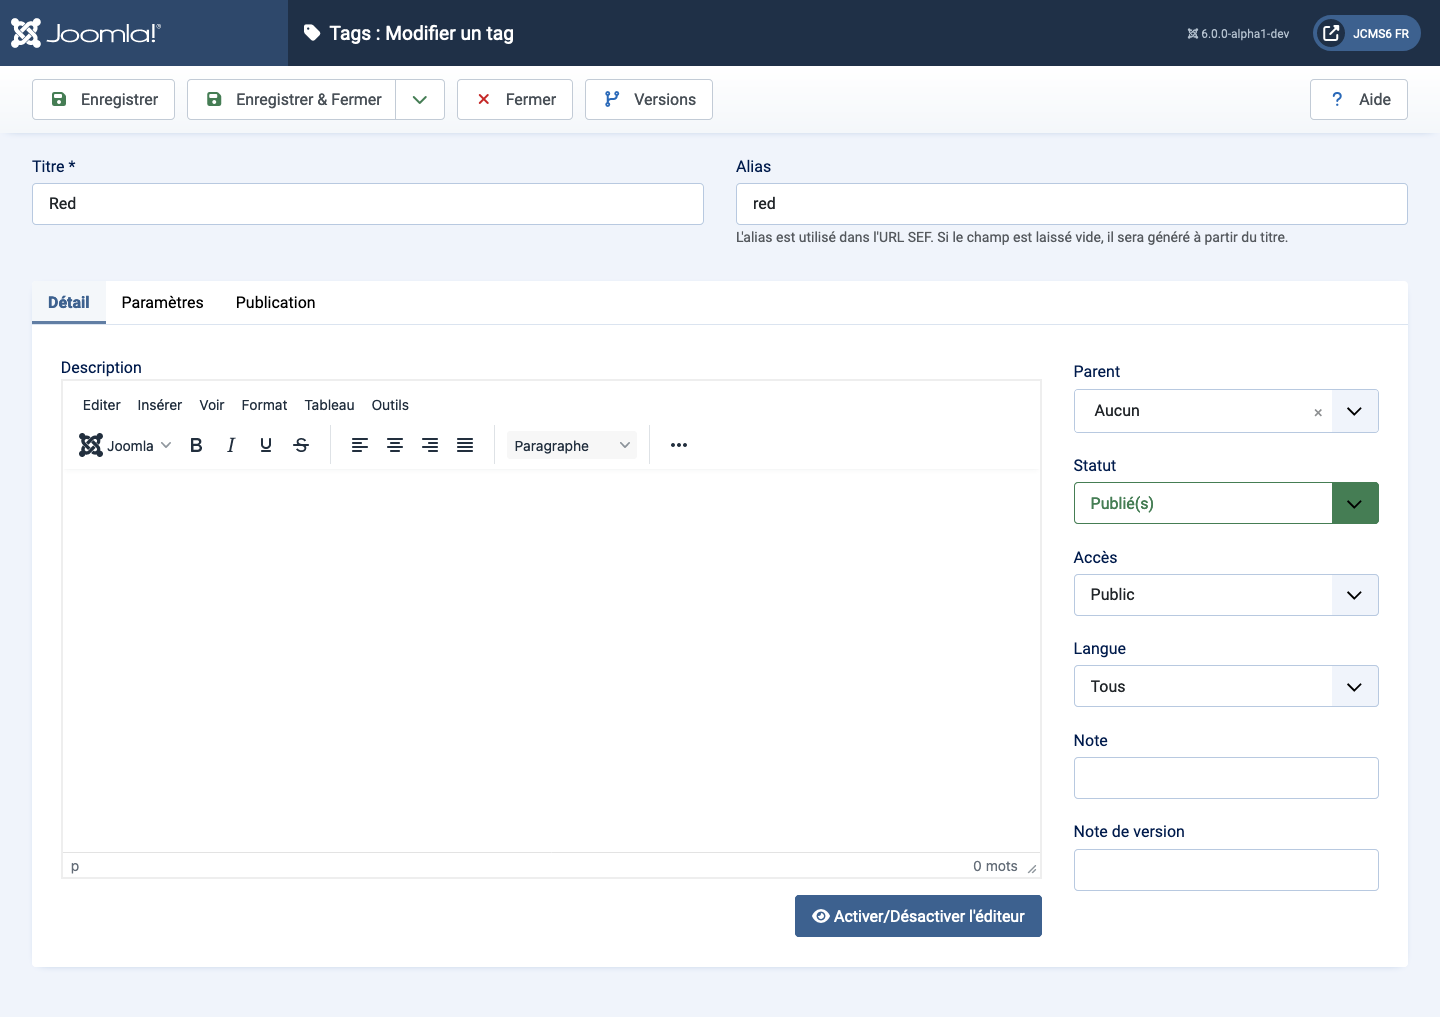 Joomla!®
Tags : Modifier un tag
6.0.0-alpha1-dev
JCMS6 FR
Enregistrer
Enregistrer & Fermer
Fermer
Versions
? Aide
Titre *
Red
Alias
red
L'alias est utilisé dans l'URL SEF. Si le champ est laissé vide, il sera généré à partir du titre.
Détail Paramètres Publication
Description
Editer Insérer Voir Format Tableau Outils
Joomla B I U S Paragraphe
p
0 mots
Activer/Désactiver l'éditeur
Parent
Aucun ×
Statut
Publié(s)
Accès
Public
Langue
Tous
Note
Note de version